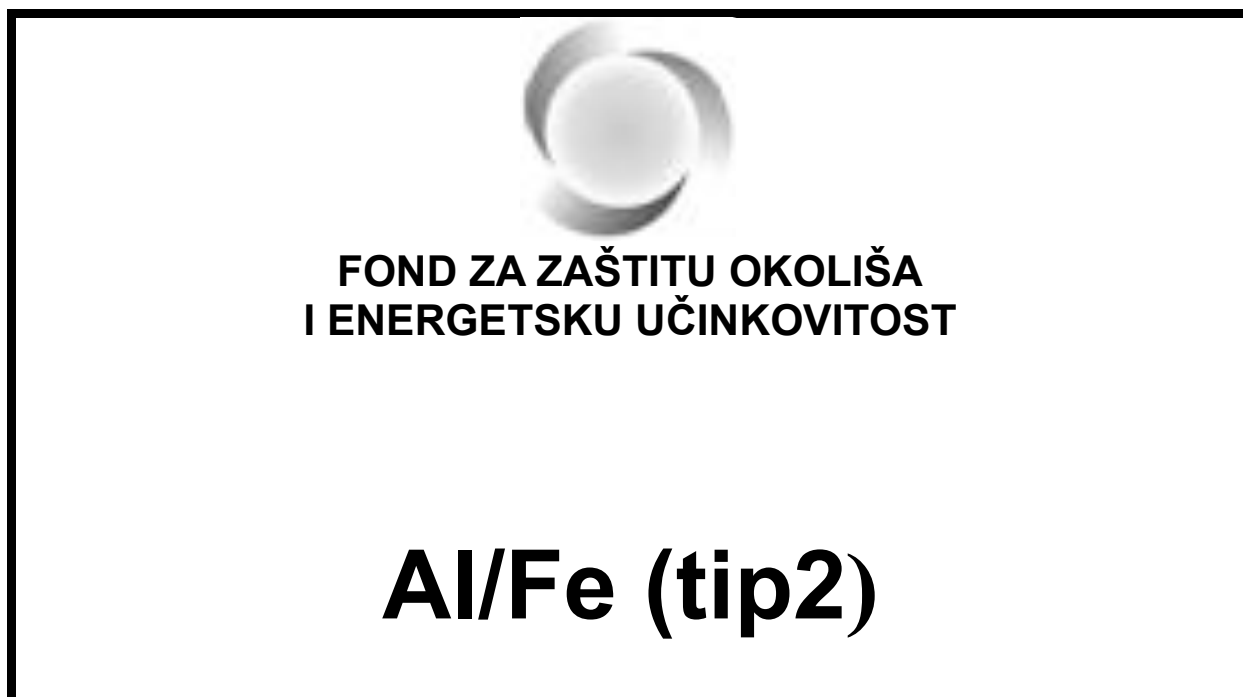 FOND ZA ZAŠTITU OKOLIŠA
I ENERGETSKU UČINKOVITOST
Al/Fe (tip2)